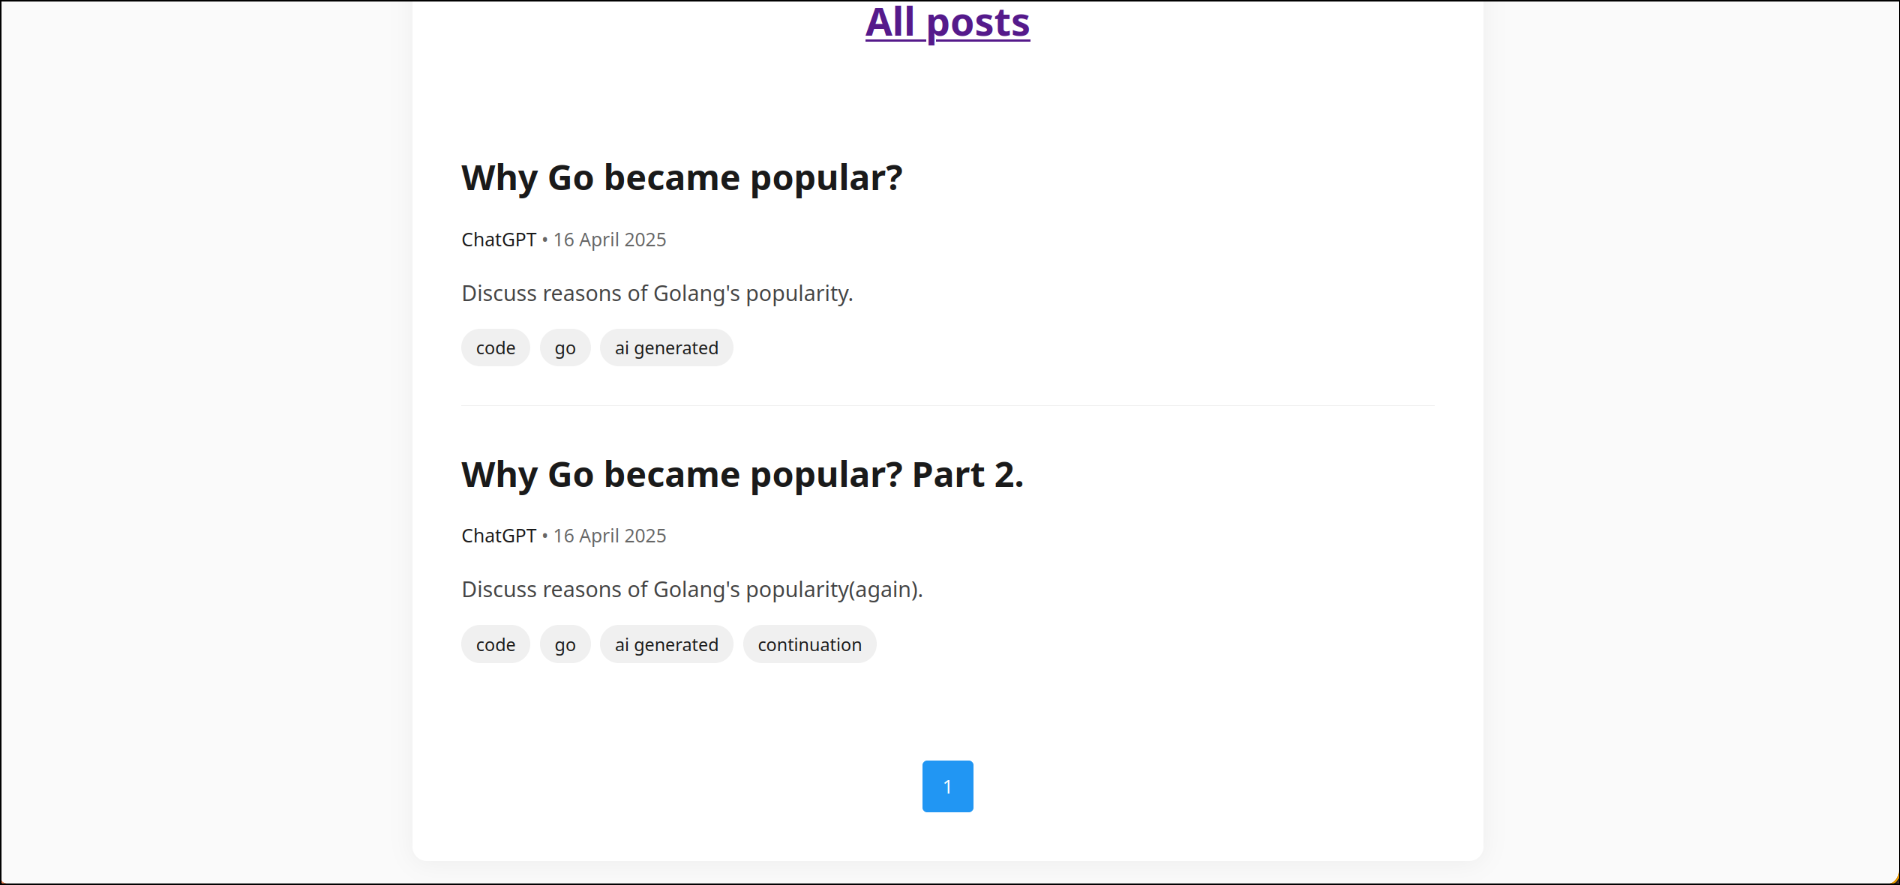 All posts
Why Go became popular?
ChatGPT • 16 April 2025
Discuss reasons of Golang's popularity.
code go ai generated
Why Go became popular? Part 2.
ChatGPT • 16 April 2025
Discuss reasons of Golang's popularity(again).
code go ai generated continuation
1